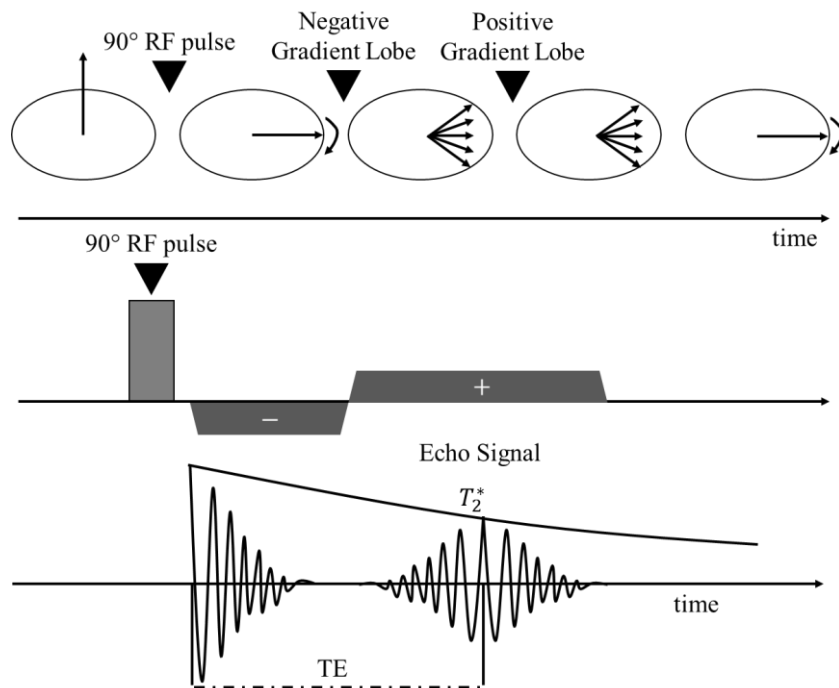 90° RF pulse
Negative
Gradient Lobe
Positive
Gradient Lobe
time
90° RF pulse
+
−
Echo Signal
T₂*
time
TE